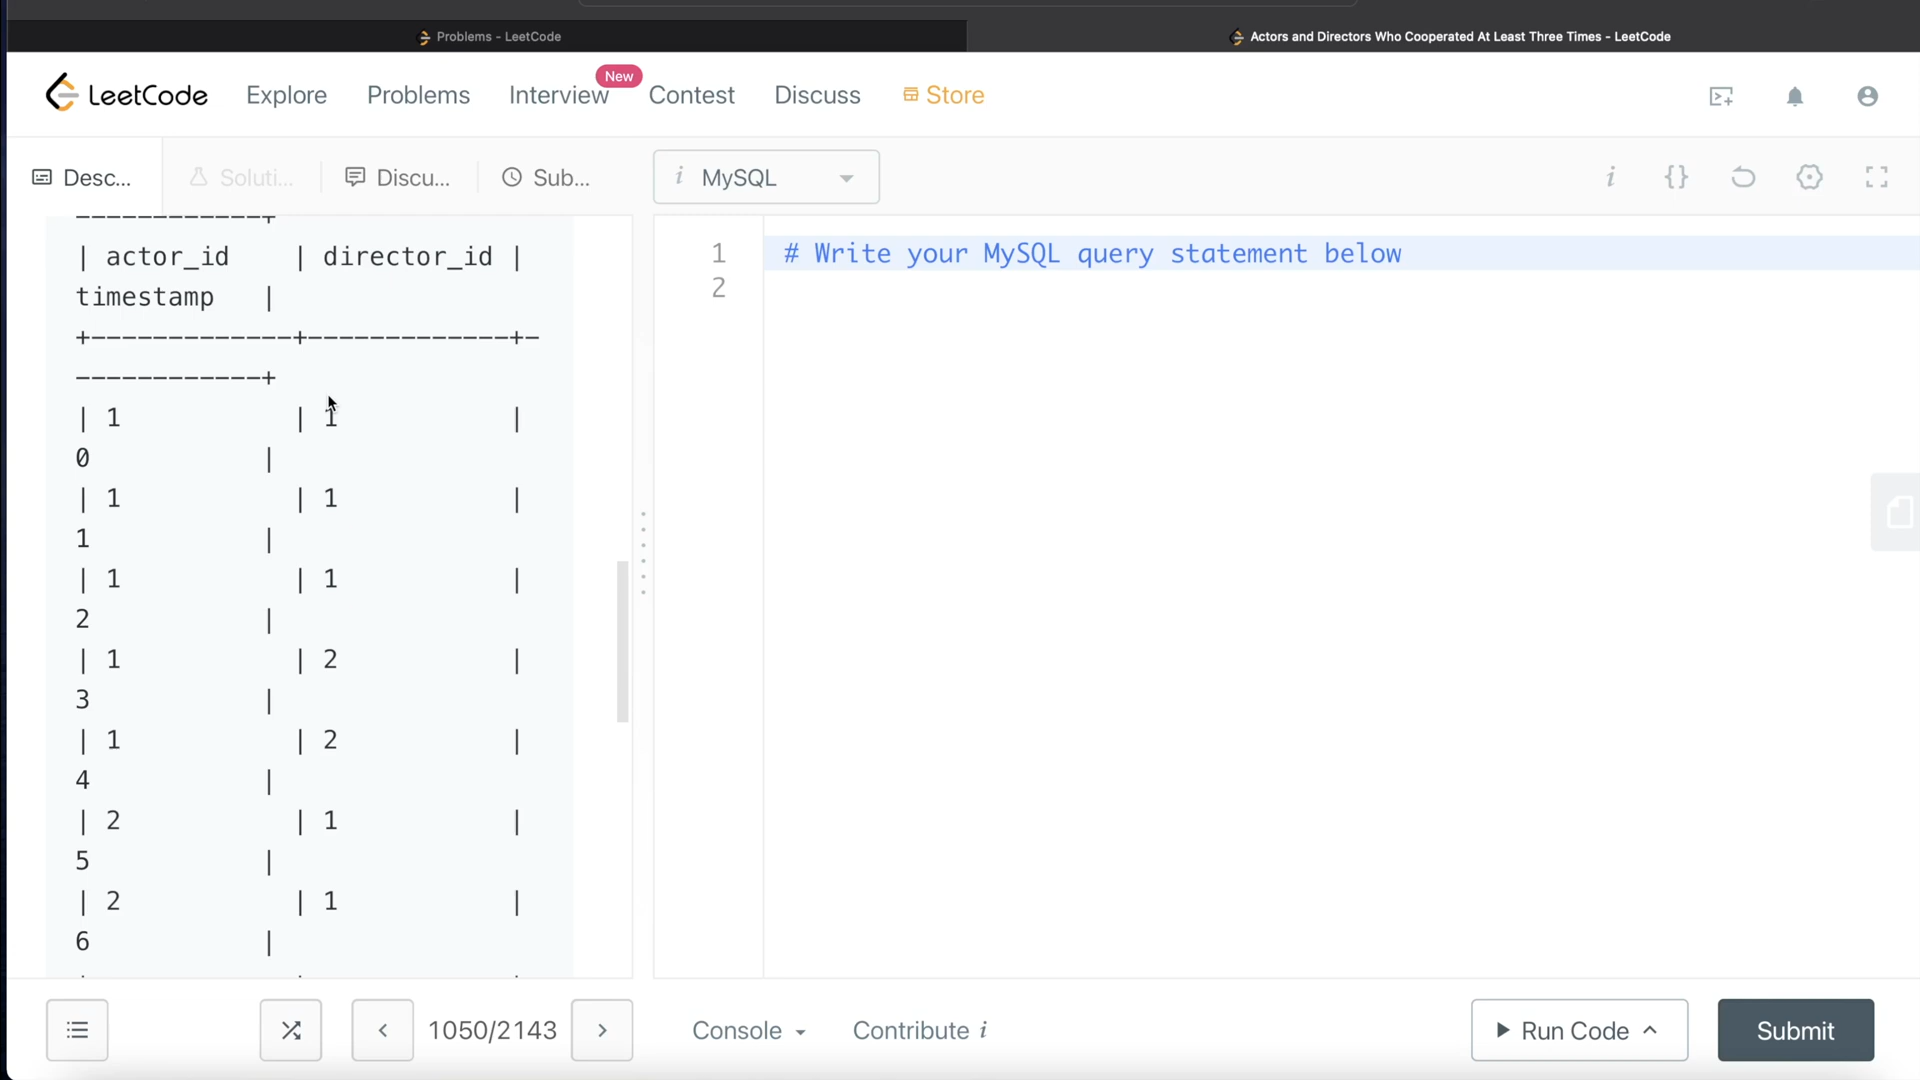 Problems - LeetCode
Actors and Directors Who Cooperated At Least Three Times - LeetCode
LeetCode Explore Problems Interview New Contest Discuss Store
Desc... Soluti... Discu... Sub... i MySQL i {}
------------+
| actor_id | director_id |
timestamp |
+-------------+-------------+-
------------+
| 1 | 1 |
0 |
| 1 | 1 |
1 |
| 1 | 1 |
2 |
| 1 | 2 |
3 |
| 1 | 2 |
4 |
| 2 | 1 |
5 |
| 2 | 1 |
6 |
1 # Write your MySQL query statement below
2
< 1050/2143 > Console Contribute i Run Code Submit